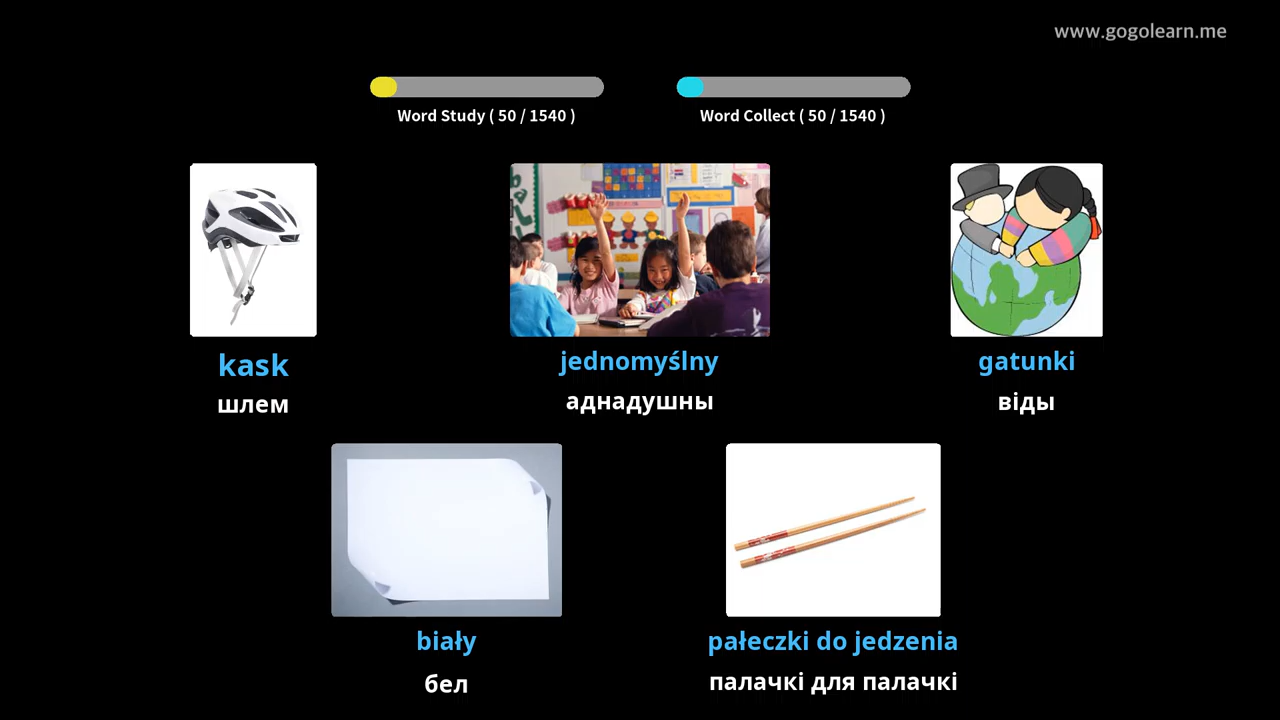 www.gogolearn.me
Word Study ( 50 / 1540 )
Word Collect ( 50 / 1540 )
kask
шлем
jednomyślny
аднадушны
gatunki
віды
biały
бел
pałeczki do jedzenia
палачкі для палачкі